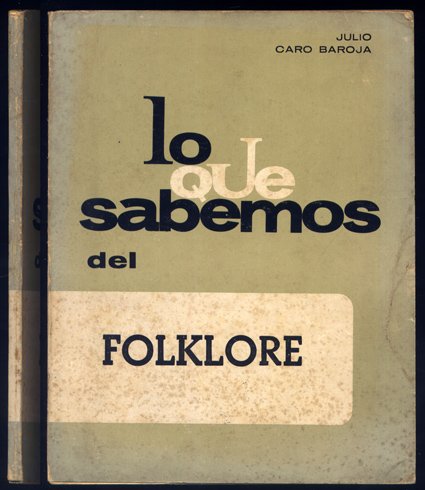 JULIO
CARO BAROJA
lo
que
sabemos
del
FOLKLORE